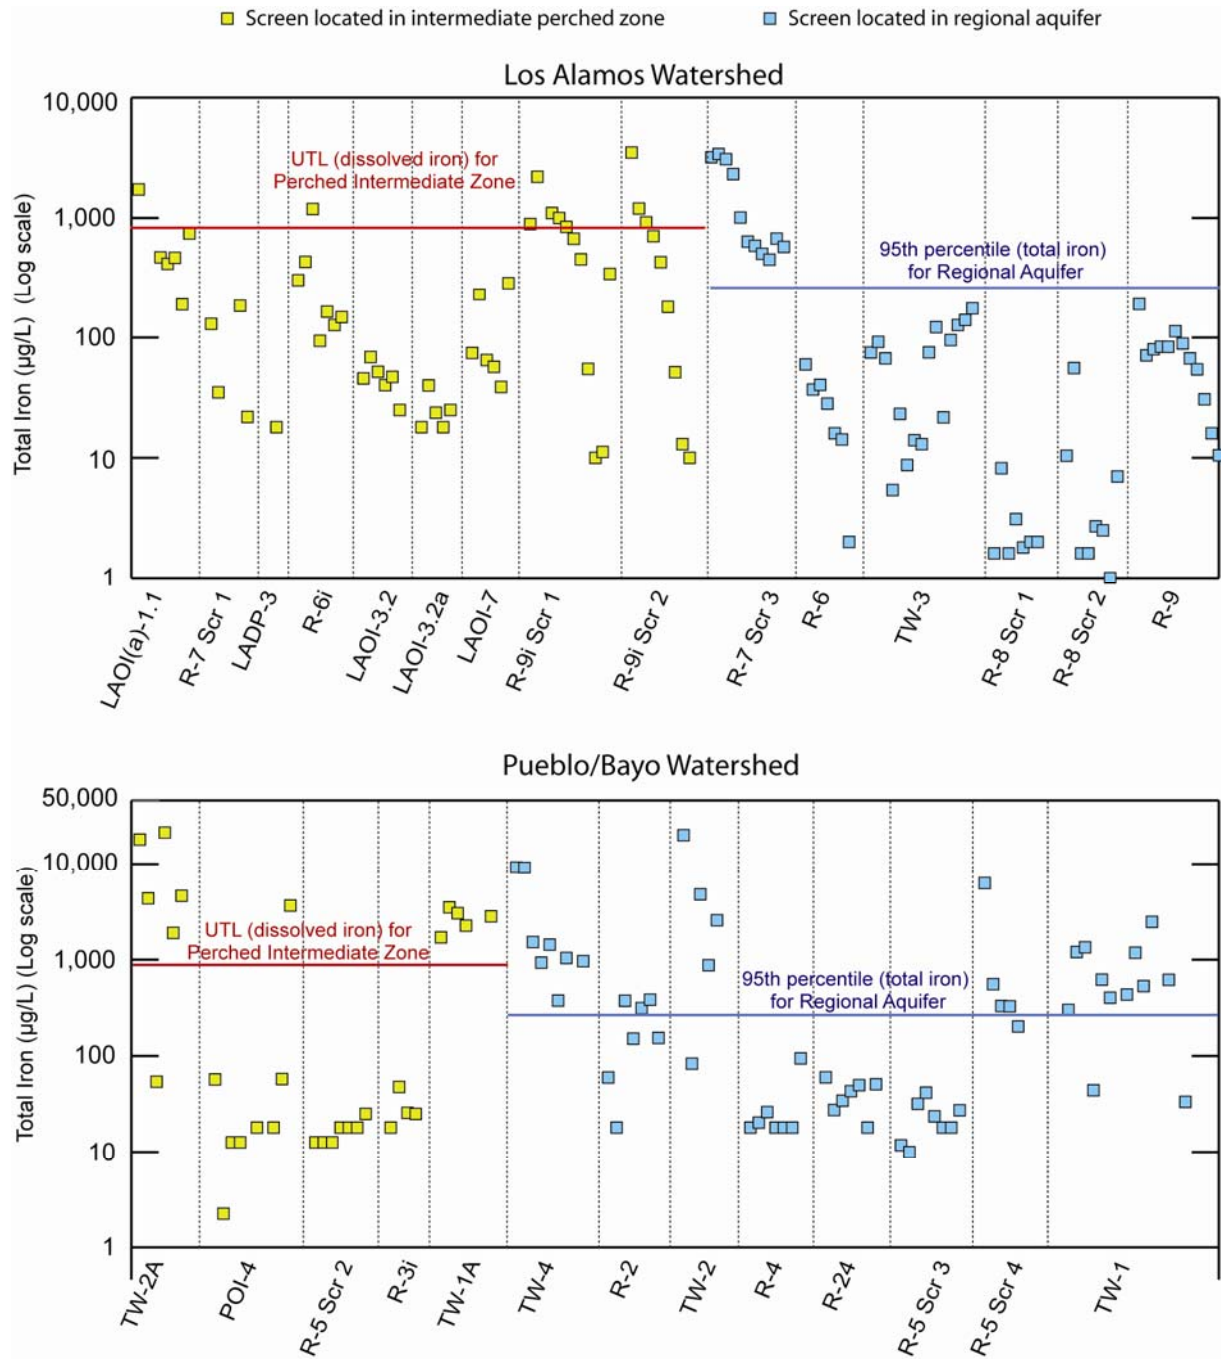 Screen located in intermediate perched zone
Screen located in regional aquifer
Los Alamos Watershed
10,000
1,000
100
10
1
Total Iron (µg/L) (Log scale)
UTL (dissolved iron) for
Perched Intermediate Zone
95th percentile (total iron)
for Regional Aquifer
LAOI(a)-1.1
R-7 Scr 1
LADP-3
R-6i
LAOI-3.2
LAOI-3.2a
LAOI-7
R-9i Scr 1
R-9i Scr 2
R-7 Scr 3
R-6
TW-3
R-8 Scr 1
R-8 Scr 2
R-9
Pueblo/Bayo Watershed
50,000
10,000
1,000
100
10
1
Total Iron (µg/L) (Log scale)
UTL (dissolved iron) for
Perched Intermediate Zone
95th percentile (total iron)
for Regional Aquifer
TW-2A
POI-4
R-5 Scr 2
R-3i
TW-1A
TW-4
R-2
TW-2
R-4
R-24
R-5 Scr 3
R-5 Scr 4
TW-1